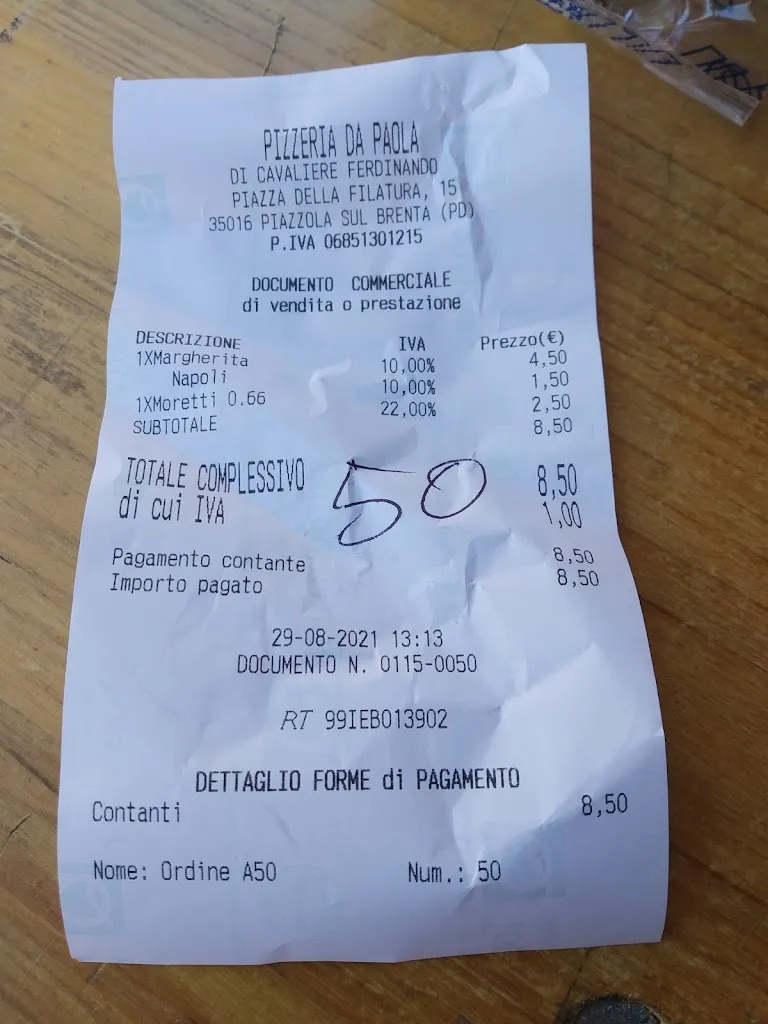 PIZZERIA DA PAOLA
DI CAVALIERE FERDINANDO
PIAZZA DELLA FILATURA, 15
35016 PIAZZOLA SUL BRENTA (PD)
P.IVA 06851301215
DOCUMENTO COMMERCIALE
di vendita o prestazione
DESCRIZIONE IVA Prezzo(€)
1XMargherita 10,00% 4,50
Napoli 10,00% 1,50
1XMoretti 0.66 22,00% 2,50
SUBTOTALE 8,50
TOTALE COMPLESSIVO 8,50
di cui IVA 1,00
50
Pagamento contante 8,50
Importo pagato 8,50
29-08-2021 13:13
DOCUMENTO N. 0115-0050
RT 99IEB013902
DETTAGLIO FORME di PAGAMENTO
Contanti 8,50
Nome: Ordine A50 Num.: 50